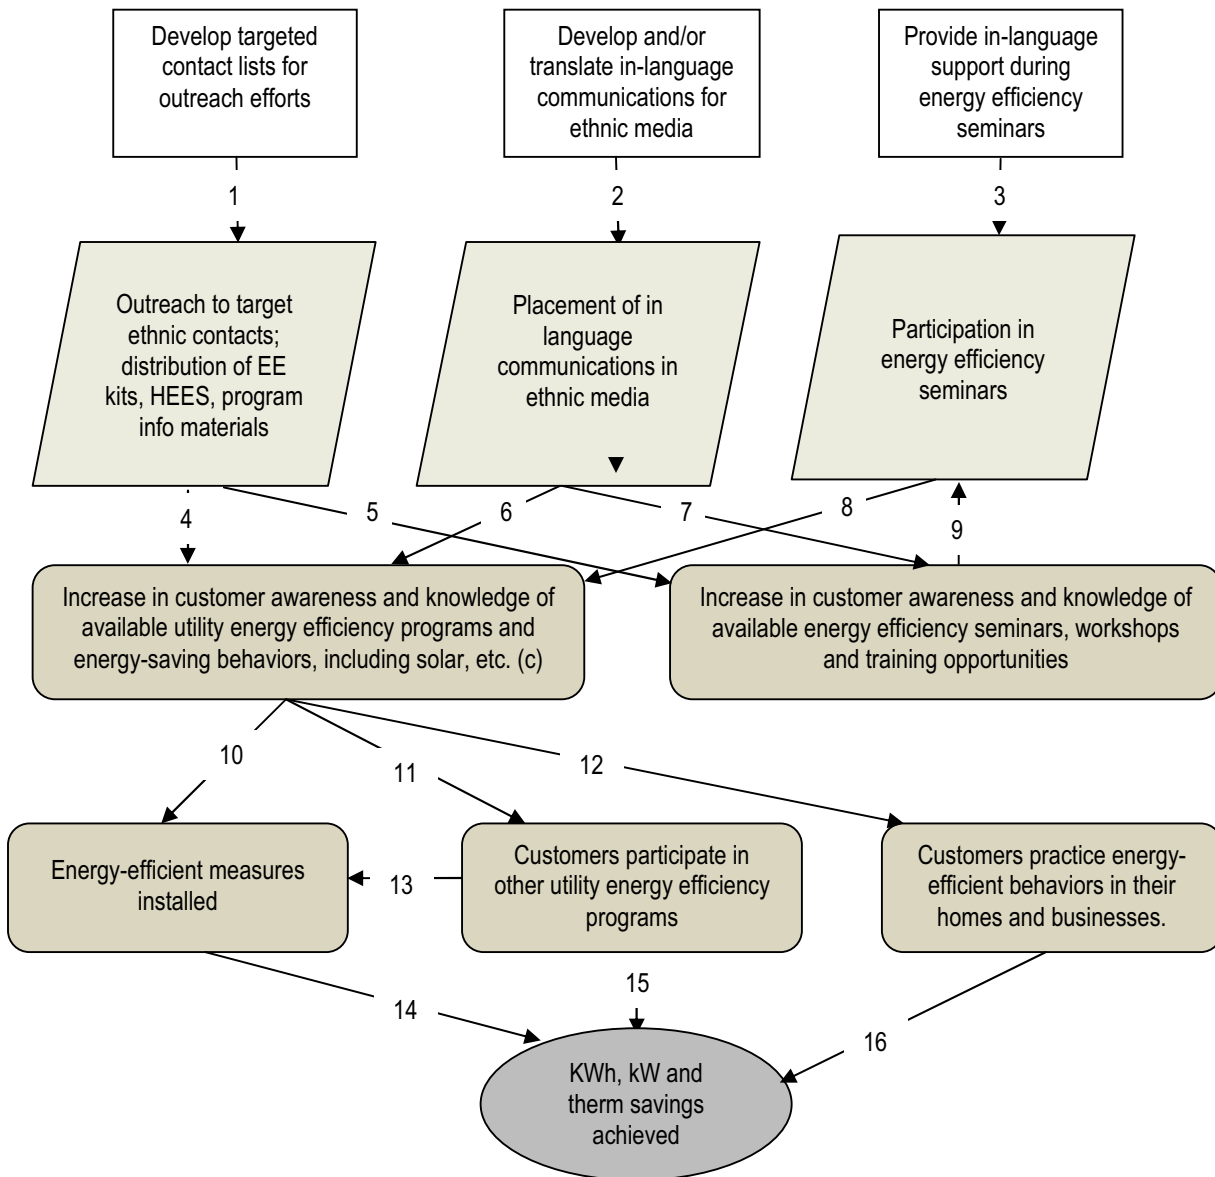 Develop targeted
contact lists for
outreach efforts
Develop and/or
translate in-language
communications for
ethnic media
Provide in-language
support during
energy efficiency
seminars
1
2
3
Outreach to target
ethnic contacts;
distribution of EE
kits, HEES, program
info materials
Placement of in
language
communications in
ethnic media
Participation in
energy efficiency
seminars
4
5
6
7
8
9
Increase in customer awareness and knowledge of
available utility energy efficiency programs and
energy-saving behaviors, including solar, etc. (c)
Increase in customer awareness and knowledge of
available energy efficiency seminars, workshops
and training opportunities
10
11
12
Energy-efficient measures
installed
13
Customers participate in
other utility energy efficiency
programs
Customers practice energy-
efficient behaviors in their
homes and businesses.
14
15
16
KWh, kW and
therm savings
achieved